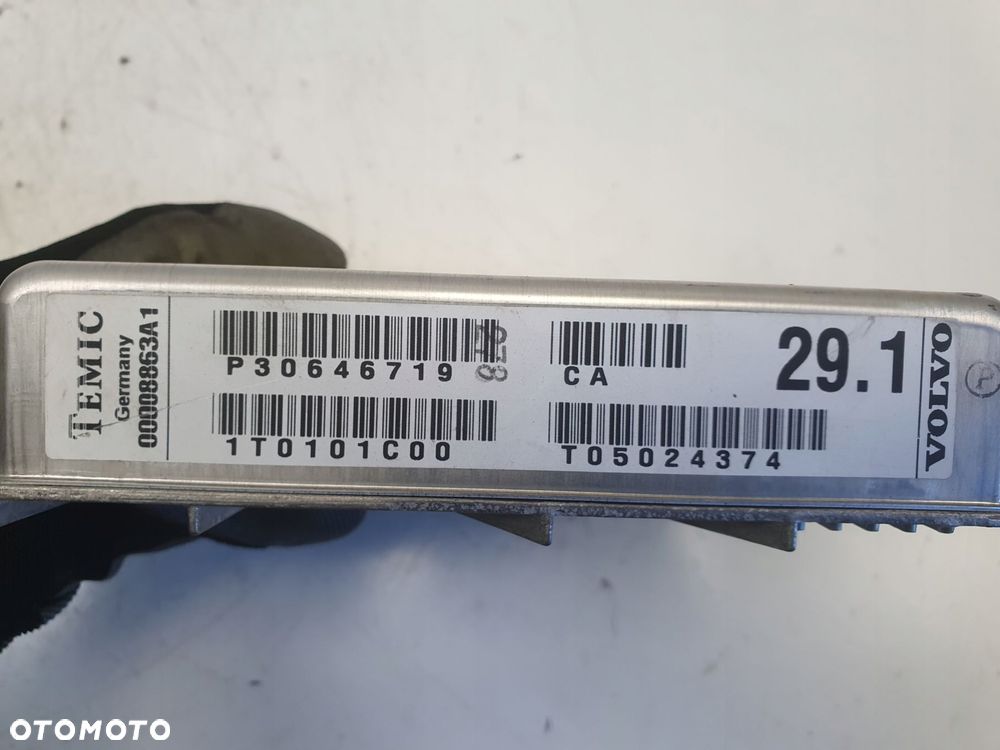 TEMIC
Germany
00008863A1
P30646719
CA
29.1
VOLVO
1T0101C00
T05024374
OTOMOTO